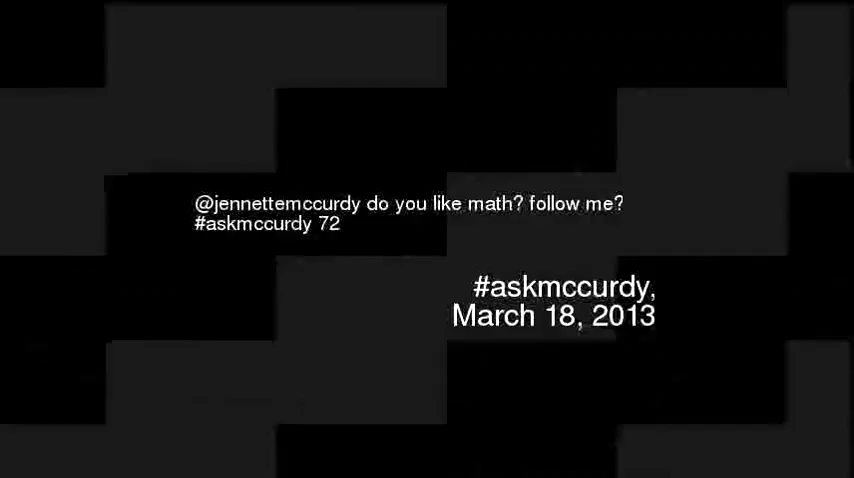 @jennettemccurdy do you like math? follow me?
#askmccurdy 72
#askmccurdy,
March 18, 2013